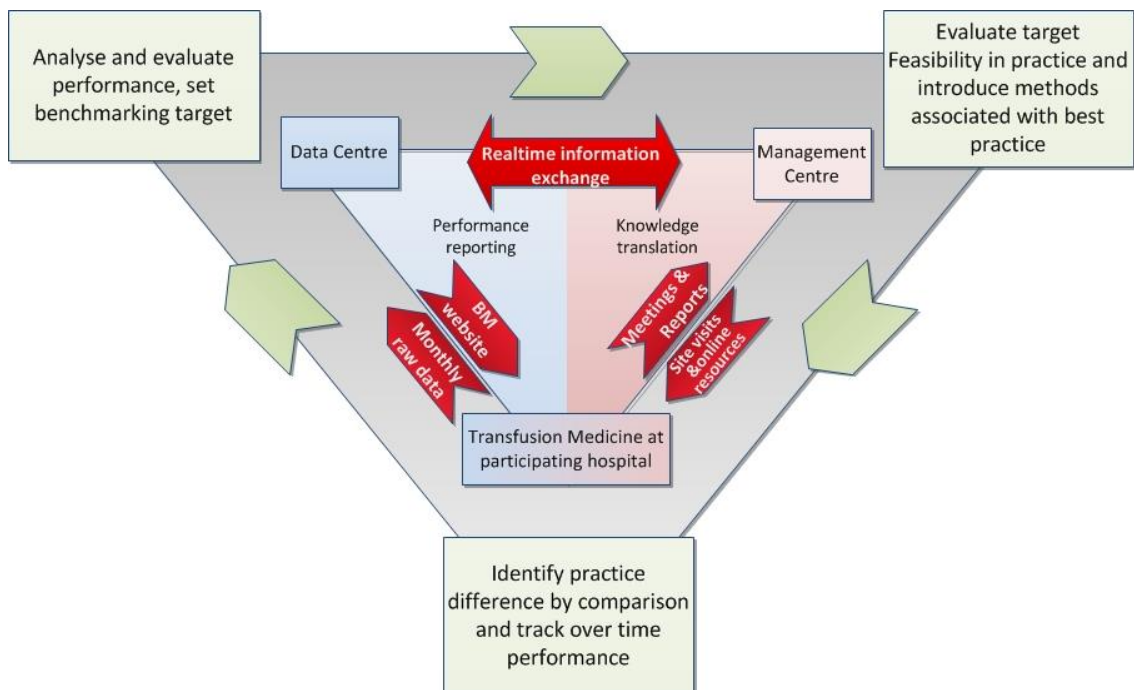 Analyse and evaluate
performance, set
benchmarking target
Evaluate target
Feasibility in practice and
introduce methods
associated with best
practice
Data Centre
Realtime information
exchange
Management
Centre
Performance
reporting
Knowledge
translation
BM
website
Monthly
raw data
Meetings &
Reports
Site visits
&online
resources
Transfusion Medicine at
participating hospital
Identify practice
difference by comparison
and track over time
performance